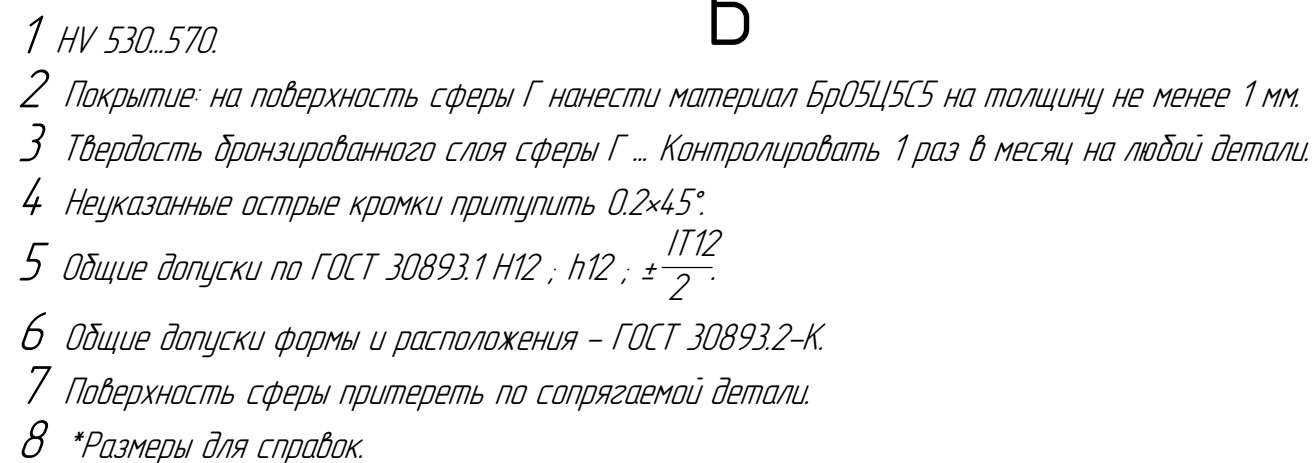 Б
1 HV 530...570.
2 Покрытие: на поверхность сферы Г нанести материал БрО5Ц5С5 на толщину не менее 1 мм.
3 Твердость бронзированного слоя сферы Г ... Контролировать 1 раз в месяц на любой детали.
4 Неуказанные острые кромки притупить 0.2×45°.
5 Общие допуски по ГОСТ 30893.1 H12 ; h12 ; ±IT12/2.
6 Общие допуски формы и расположения – ГОСТ 30893.2–К.
7 Поверхность сферы притереть по сопрягаемой детали.
8 *Размеры для справок.